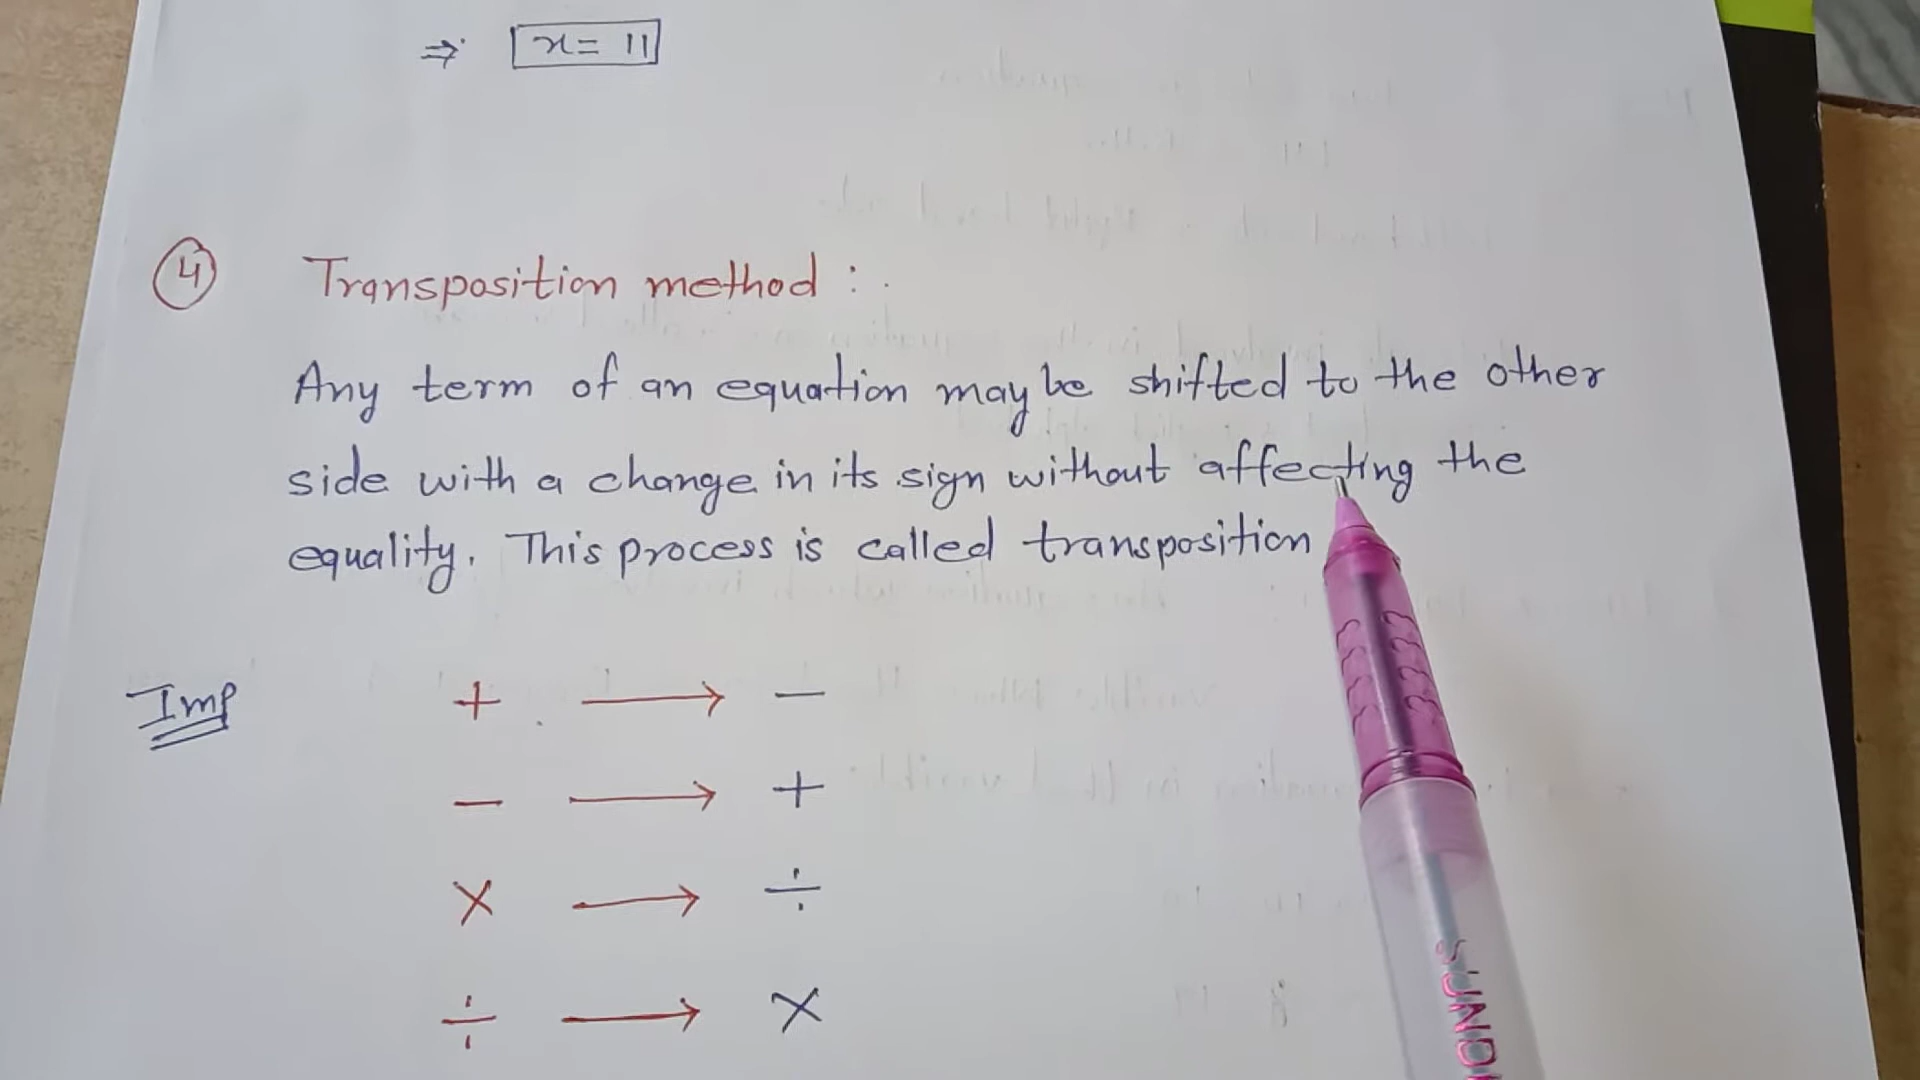 ⇒ x = 11
4 Transposition method :
Any term of an equation may be shifted to the other
side with a change in its sign without affecting the
equality. This process is called transposition
Imp + ⟶ −
− ⟶ +
× ⟶ ÷
÷ ⟶ ×